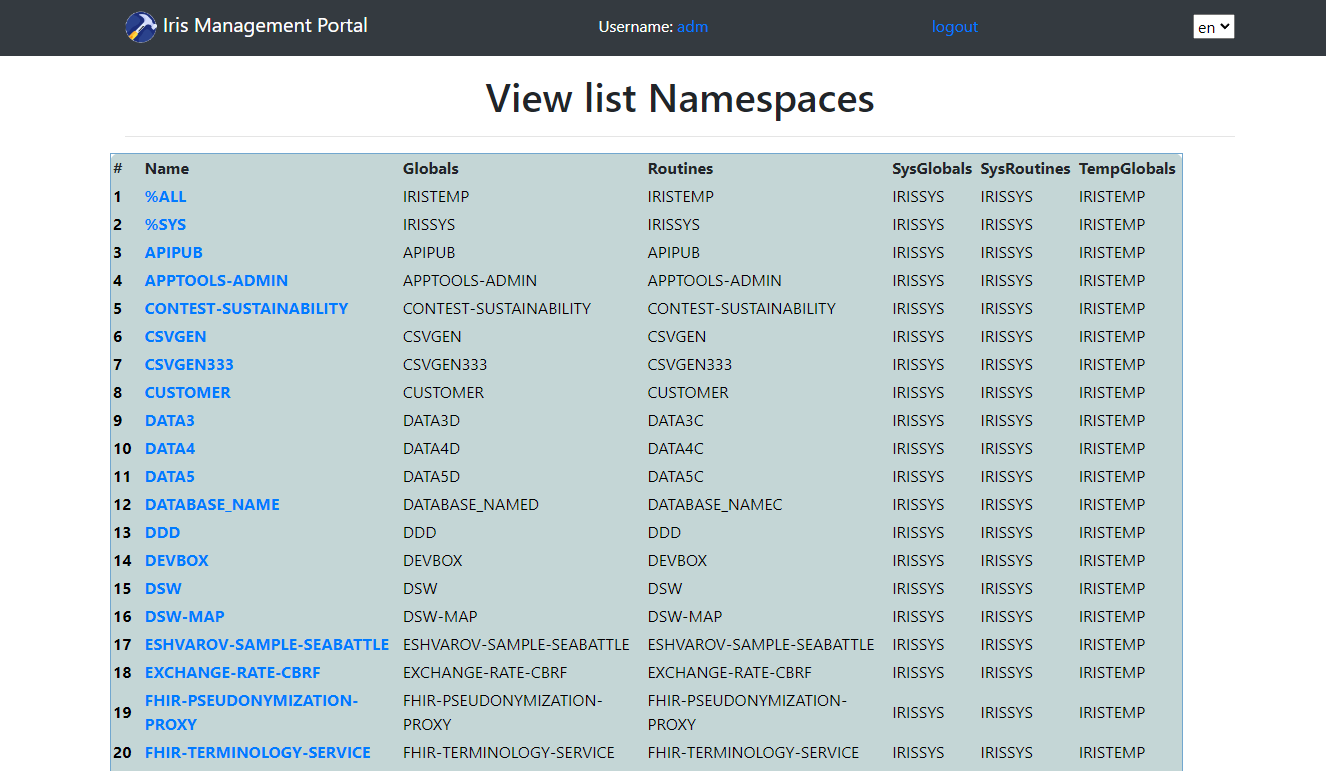 Iris Management Portal Username: adm logout en
View list Namespaces
# Name Globals Routines SysGlobals SysRoutines TempGlobals
1 %ALL IRISTEMP IRISTEMP IRISSYS IRISSYS IRISTEMP
2 %SYS IRISSYS IRISSYS IRISSYS IRISSYS IRISTEMP
3 APIPUB APIPUB APIPUB IRISSYS IRISSYS IRISTEMP
4 APPTOOLS-ADMIN APPTOOLS-ADMIN APPTOOLS-ADMIN IRISSYS IRISSYS IRISTEMP
5 CONTEST-SUSTAINABILITY CONTEST-SUSTAINABILITY CONTEST-SUSTAINABILITY IRISSYS IRISSYS IRISTEMP
6 CSVGEN CSVGEN CSVGEN IRISSYS IRISSYS IRISTEMP
7 CSVGEN333 CSVGEN333 CSVGEN333 IRISSYS IRISSYS IRISTEMP
8 CUSTOMER CUSTOMER CUSTOMER IRISSYS IRISSYS IRISTEMP
9 DATA3 DATA3D DATA3C IRISSYS IRISSYS IRISTEMP
10 DATA4 DATA4D DATA4C IRISSYS IRISSYS IRISTEMP
11 DATA5 DATA5D DATA5C IRISSYS IRISSYS IRISTEMP
12 DATABASE_NAME DATABASE_NAMED DATABASE_NAMEC IRISSYS IRISSYS IRISTEMP
13 DDD DDD DDD IRISSYS IRISSYS IRISTEMP
14 DEVBOX DEVBOX DEVBOX IRISSYS IRISSYS IRISTEMP
15 DSW DSW DSW IRISSYS IRISSYS IRISTEMP
16 DSW-MAP DSW-MAP DSW-MAP IRISSYS IRISSYS IRISTEMP
17 ESHVAROV-SAMPLE-SEABATTLE ESHVAROV-SAMPLE-SEABATTLE ESHVAROV-SAMPLE-SEABATTLE IRISSYS IRISSYS IRISTEMP
18 EXCHANGE-RATE-CBRF EXCHANGE-RATE-CBRF EXCHANGE-RATE-CBRF IRISSYS IRISSYS IRISTEMP
FHIR-PSEUDONYMIZATION- FHIR-PSEUDONYMIZATION- FHIR-PSEUDONYMIZATION-
19 IRISSYS IRISSYS IRISTEMP
PROXY PROXY PROXY
20 FHIR-TERMINOLOGY-SERVICE FHIR-TERMINOLOGY-SERVICE FHIR-TERMINOLOGY-SERVICE IRISSYS IRISSYS IRISTEMP